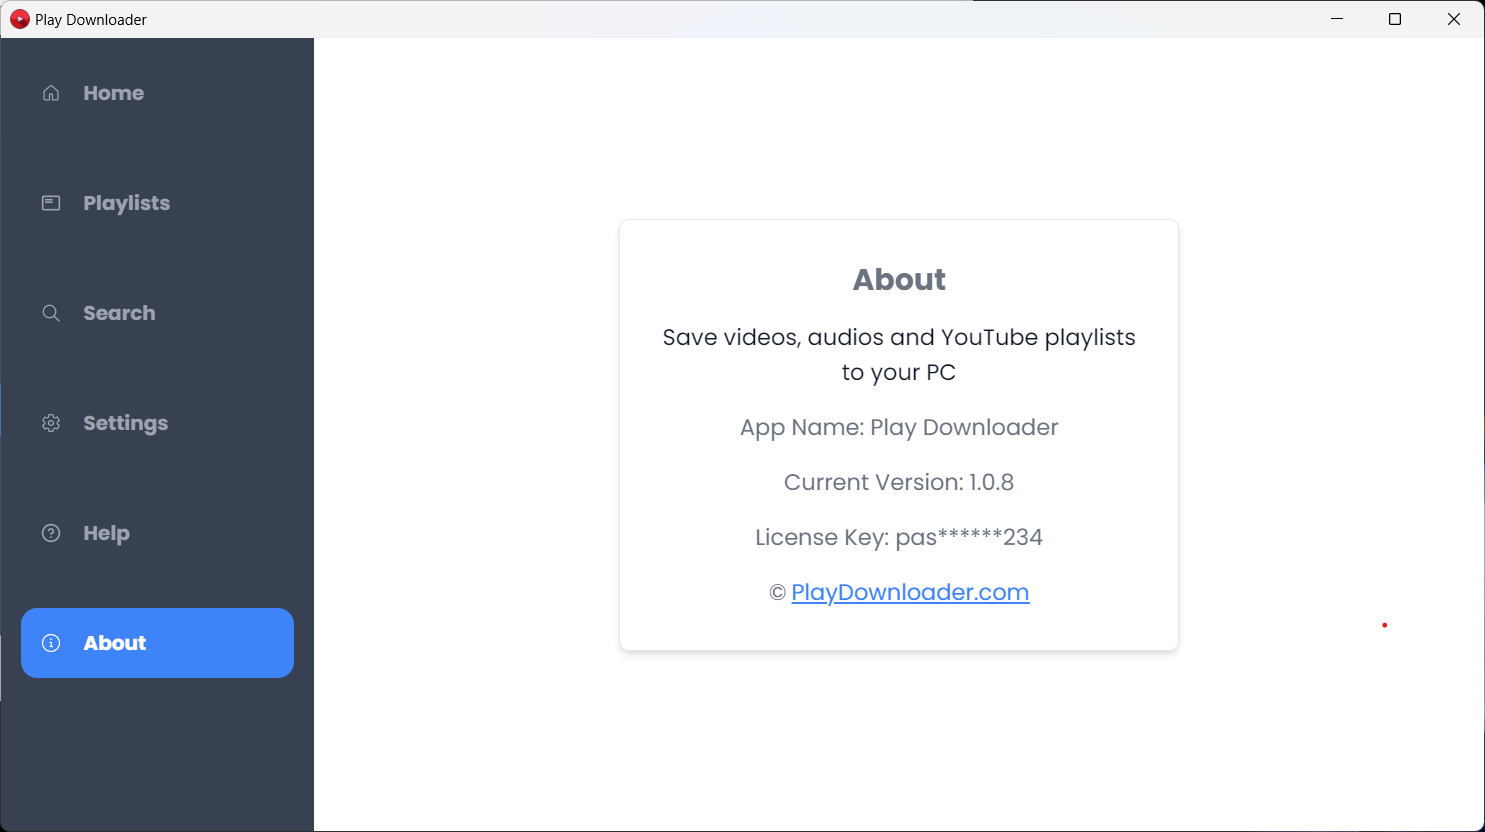 Play Downloader
Home
Playlists
Search
Settings
Help
About
About
Save videos, audios and YouTube playlists
to your PC
App Name: Play Downloader
Current Version: 1.0.8
License Key: pas******234
© PlayDownloader.com